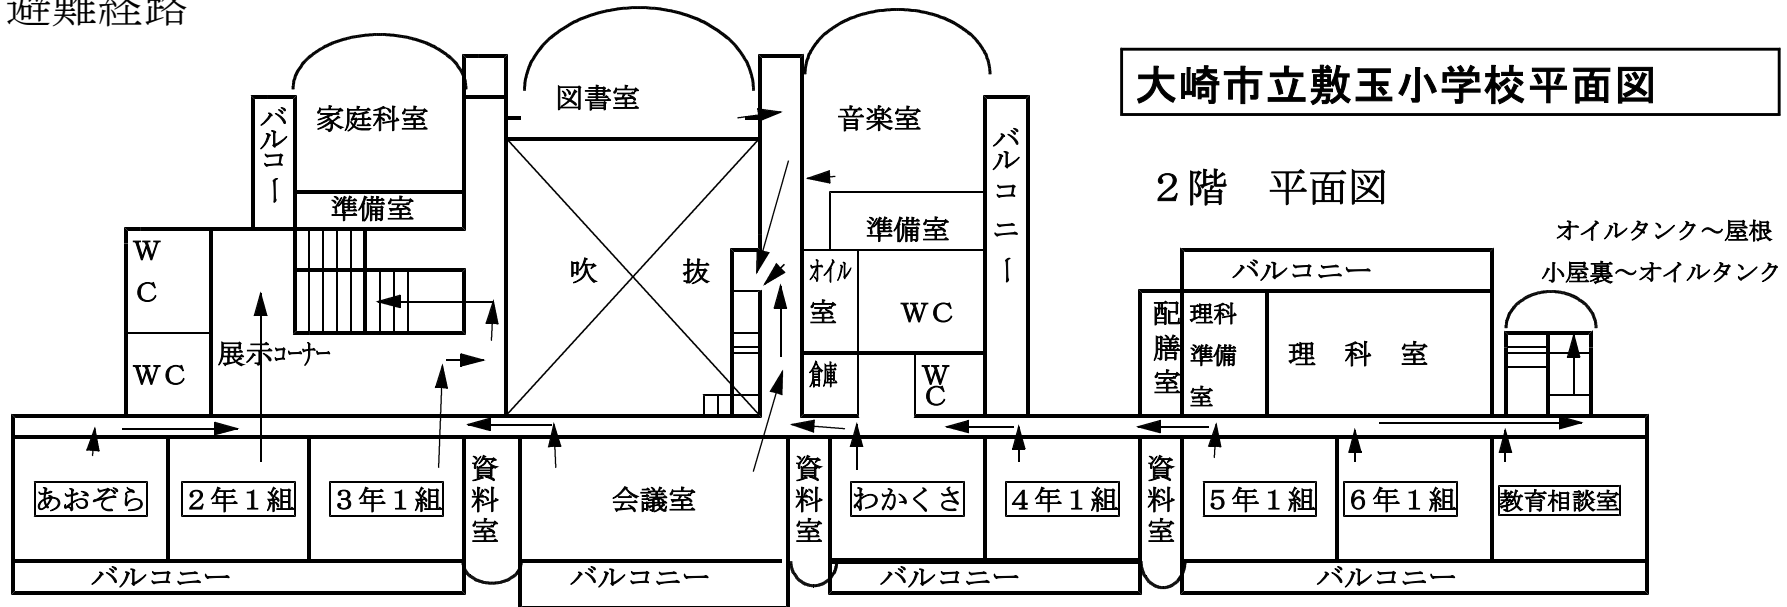 避難経路
大崎市立敷玉小学校平面図
２階　平面図
オイルタンク～屋根
小屋裏～オイルタンク
バルコー
家庭科室
準備室
図書室
音楽室
準備室
バルコニー
ＷＣ
ＷＣ
展示コーナー
吹　抜
オイル室
ＷＣ
倉庫
ＷＣ
バルコニー
配膳室
理科準備室
理　科　室
あおぞら
２年１組
３年１組
資料室
会議室
資料室
わかくさ
４年１組
資料室
５年１組
６年１組
教育相談室
バルコニー
バルコニー
バルコニー
バルコニー